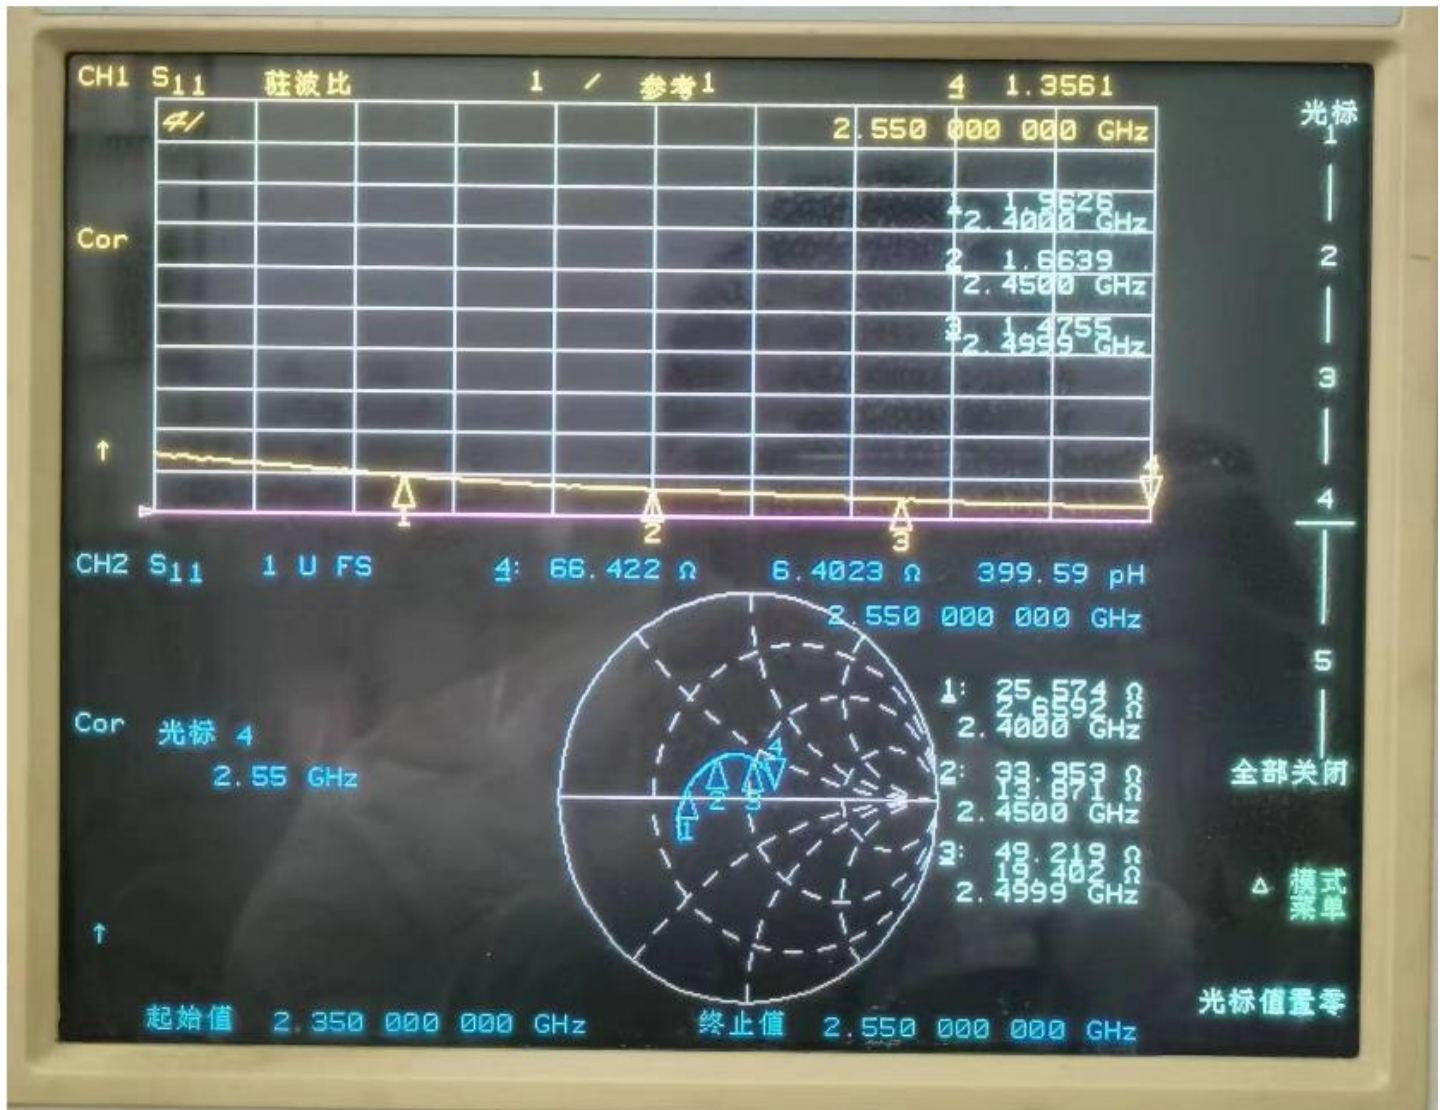 CH1 S11 驻波比 1 / 参考1 4 1.3561
4/
2.550 000 000 GHz
光标
1
1 1.9626
2.4000 GHz
Cor
2 1.6639
2.4500 GHz
2
3 1.4755
2.4999 GHz
3
↑
4
4
1
2
3
CH2 S11 1 U FS 4: 66.422 Ω 6.4023 Ω 399.59 pH
2.550 000 000 GHz
5
1: 25.574 Ω
2.6592 Ω
2.4000 GHz
Cor 光标 4
2.55 GHz
4
全部关闭
2: 33.953 Ω
13.871 Ω
2.4500 GHz
1
2
3
3: 49.219 Ω
19.402 Ω
2.4999 GHz
△ 模式
菜单
↑
光标值置零
起始值 2.350 000 000 GHz 终止值 2.550 000 000 GHz